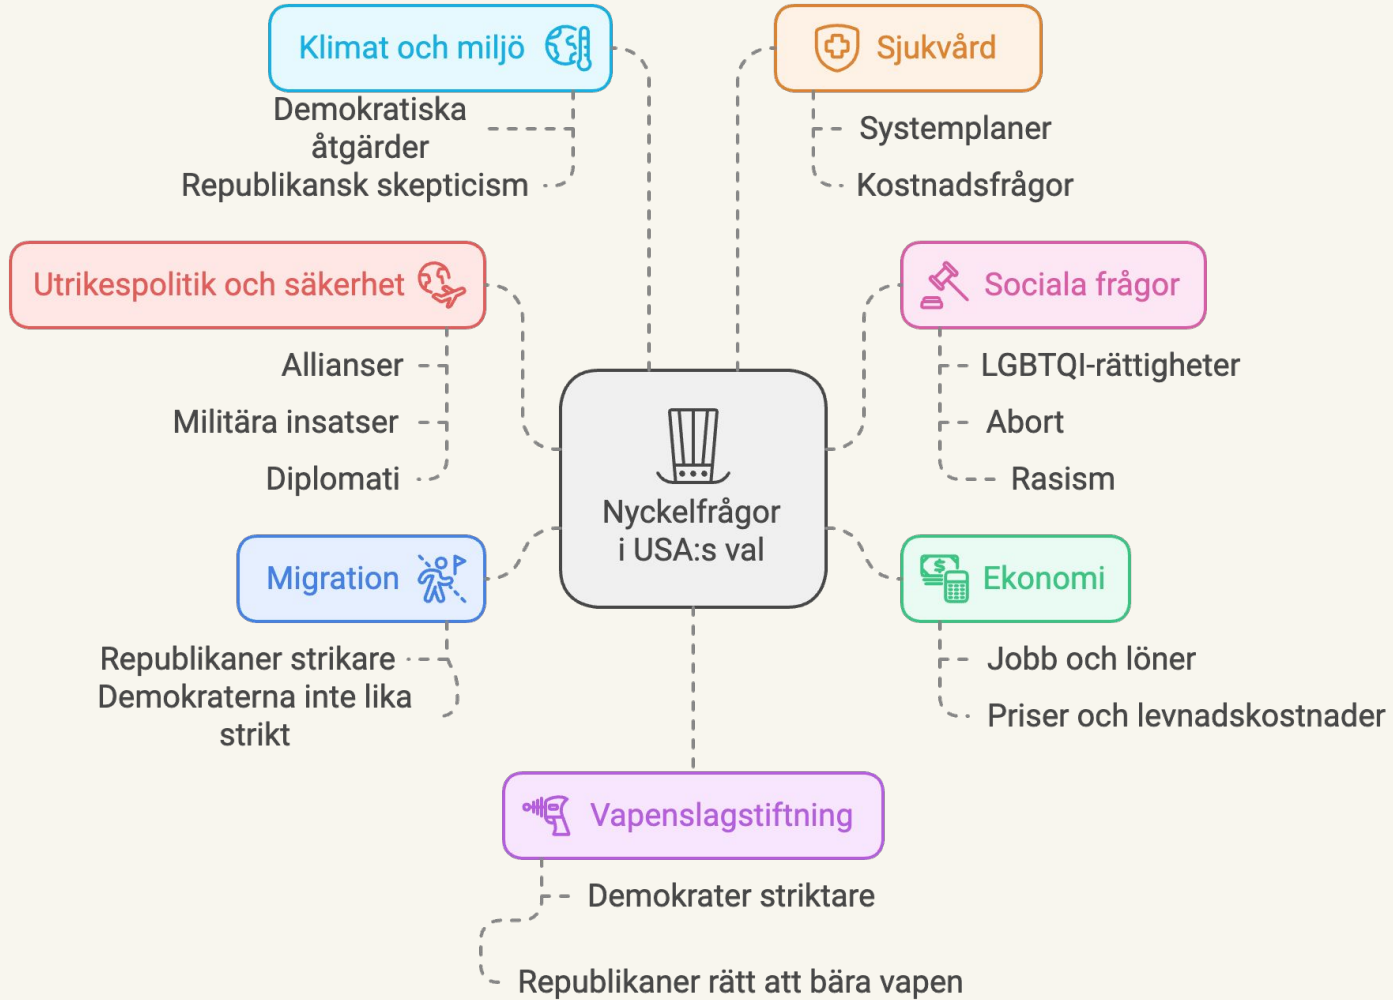 Klimat och miljö
Demokratiska
åtgärder
Republikansk skepticism
Sjukvård
Systemplaner
Kostnadsfrågor
Utrikespolitik och säkerhet
Allianser
Militära insatser
Diplomati
Sociala frågor
LGBTQI-rättigheter
Abort
Rasism
Nyckelfrågor
i USA:s val
Migration
Republikaner strikare
Demokraterna inte lika
strikt
Ekonomi
Jobb och löner
Priser och levnadskostnader
Vapenslagstiftning
Demokrater striktare
Republikaner rätt att bära vapen